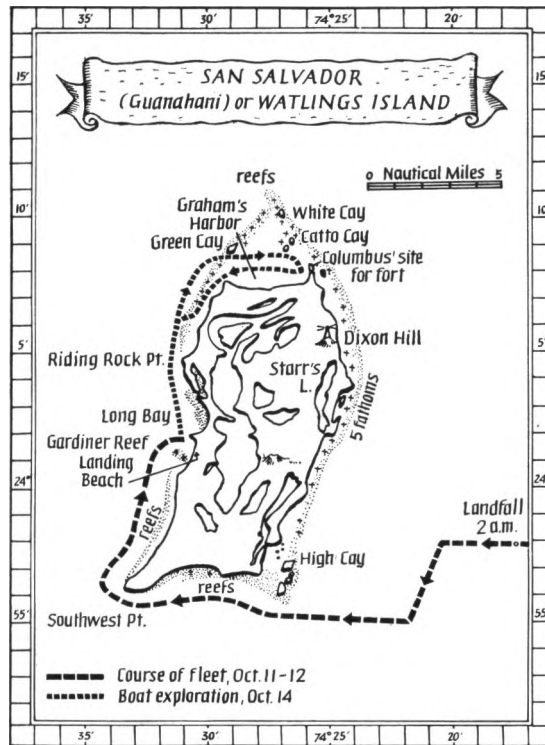 35' 30' 74° 25' 20'
SAN SALVADOR
(Guanahani) or WATLINGS ISLAND
15' 15'
0 Nautical Miles 5
reefs
10' 10'
Graham's
Harbor
White Cay
Green Cay
Catto Cay
Columbus' site
for fort
Dixon Hill
5' 5'
Riding Rock Pt.
Starr's
L.
Long Bay
5 fathoms
Gardiner Reef
Landing
Beach
24° 24°
Landfall
2 a.m.
reefs
High Cay
reefs
Southwest Pt.
55' 55'
Course of fleet, Oct. 11-12
Boat exploration, Oct. 14
35' 30' 74° 25' 20'